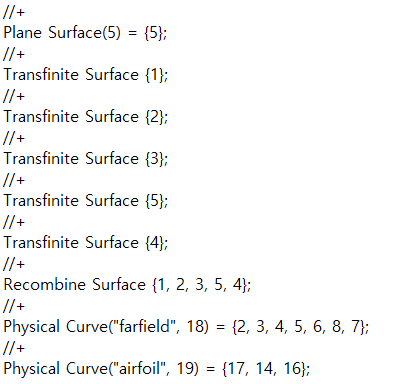 //+
Plane Surface(5) = {5};
//+
Transfinite Surface {1};
//+
Transfinite Surface {2};
//+
Transfinite Surface {3};
//+
Transfinite Surface {5};
//+
Transfinite Surface {4};
//+
Recombine Surface {1, 2, 3, 5, 4};
//+
Physical Curve("farfield", 18) = {2, 3, 4, 5, 6, 8, 7};
//+
Physical Curve("airfoil", 19) = {17, 14, 16};